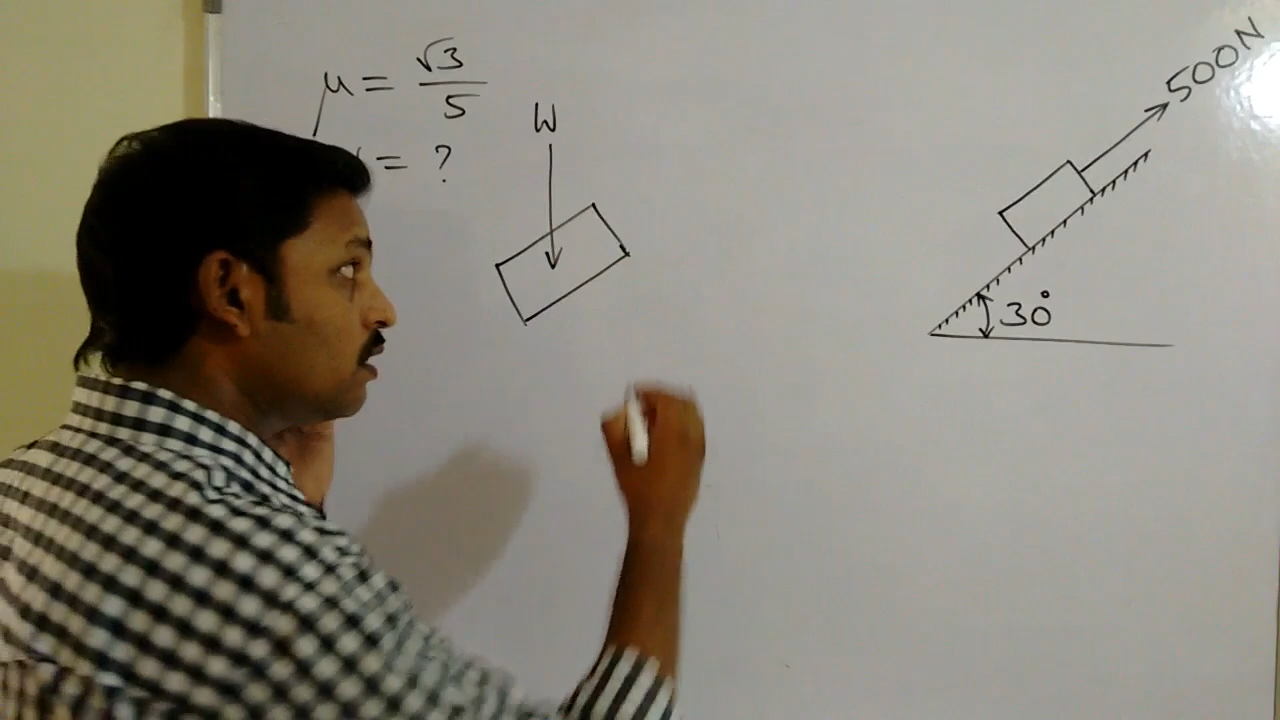 μ = √3/5
= ?
W
500N
30°